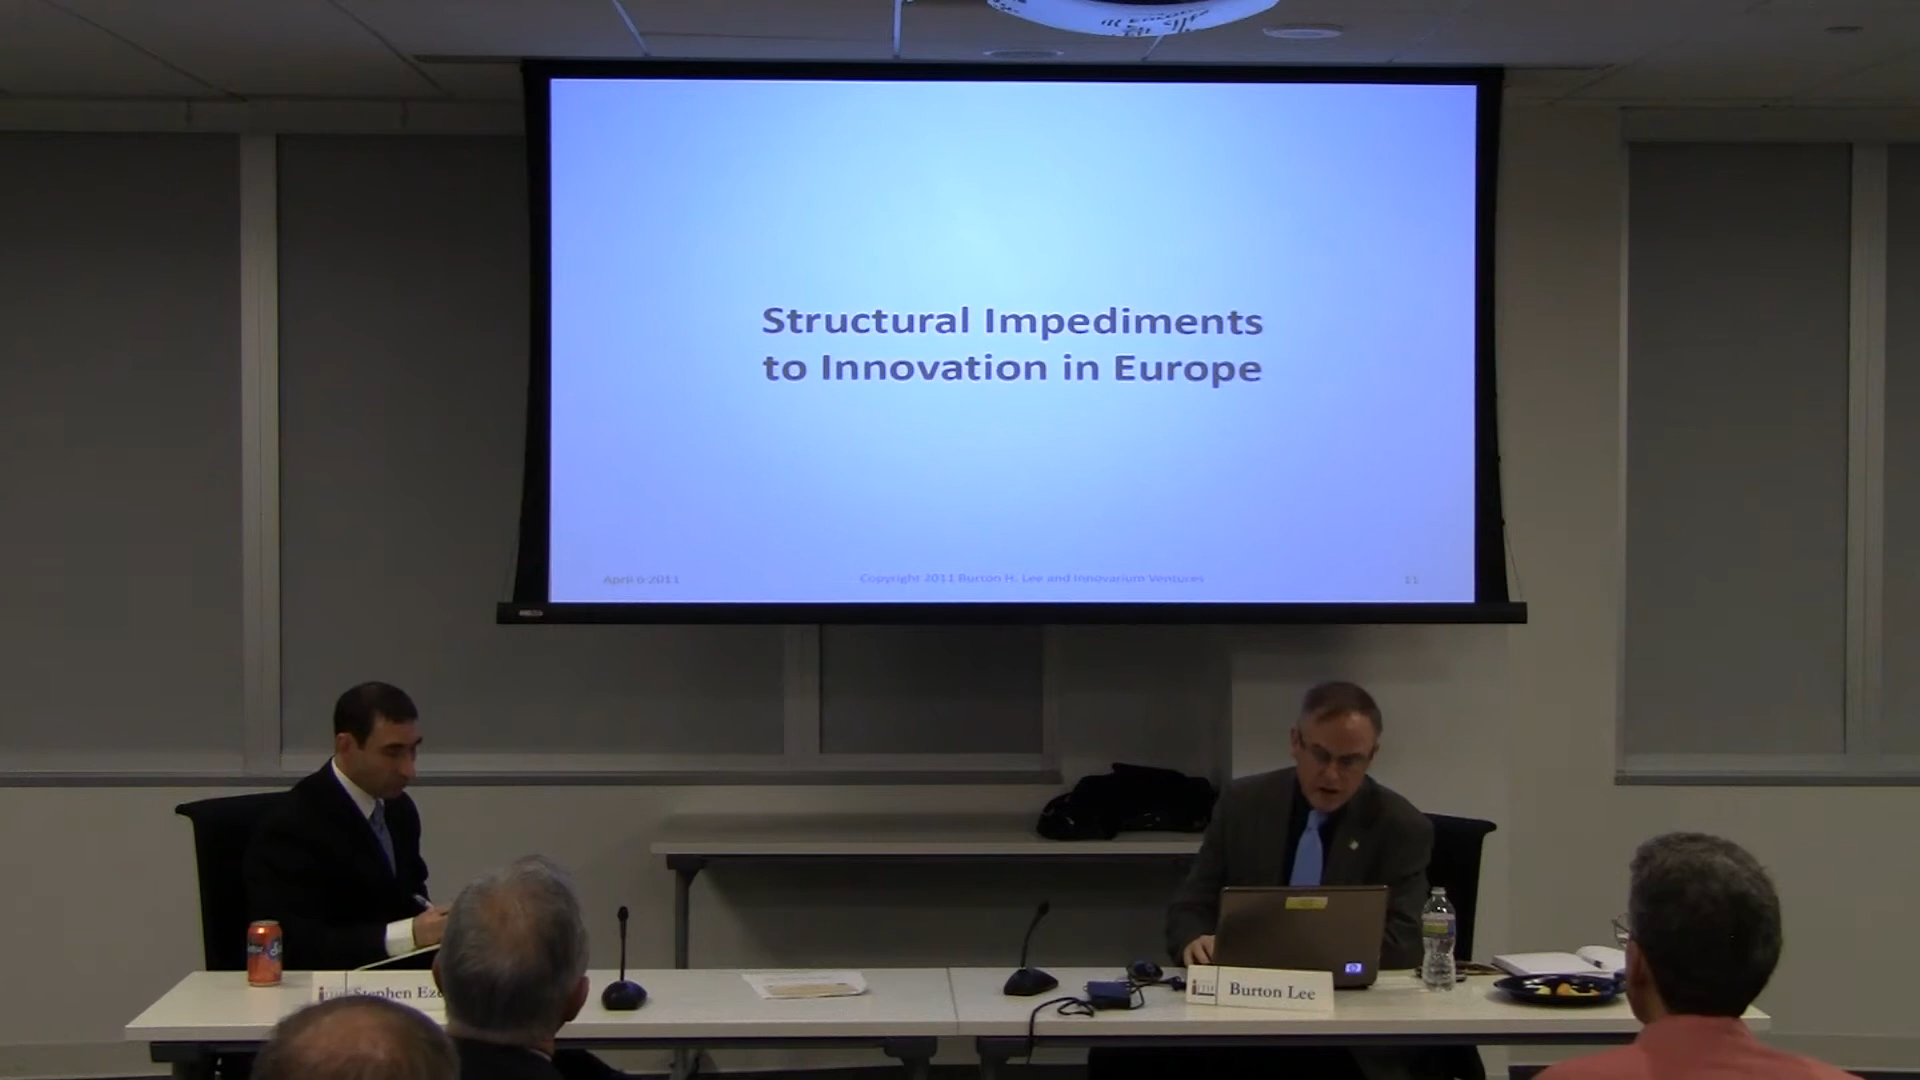 Structural Impediments
to Innovation in Europe
April 6 2011
Copyright 2011 Burton H. Lee and Innovarium Ventures
11
Stephen
Burton Lee